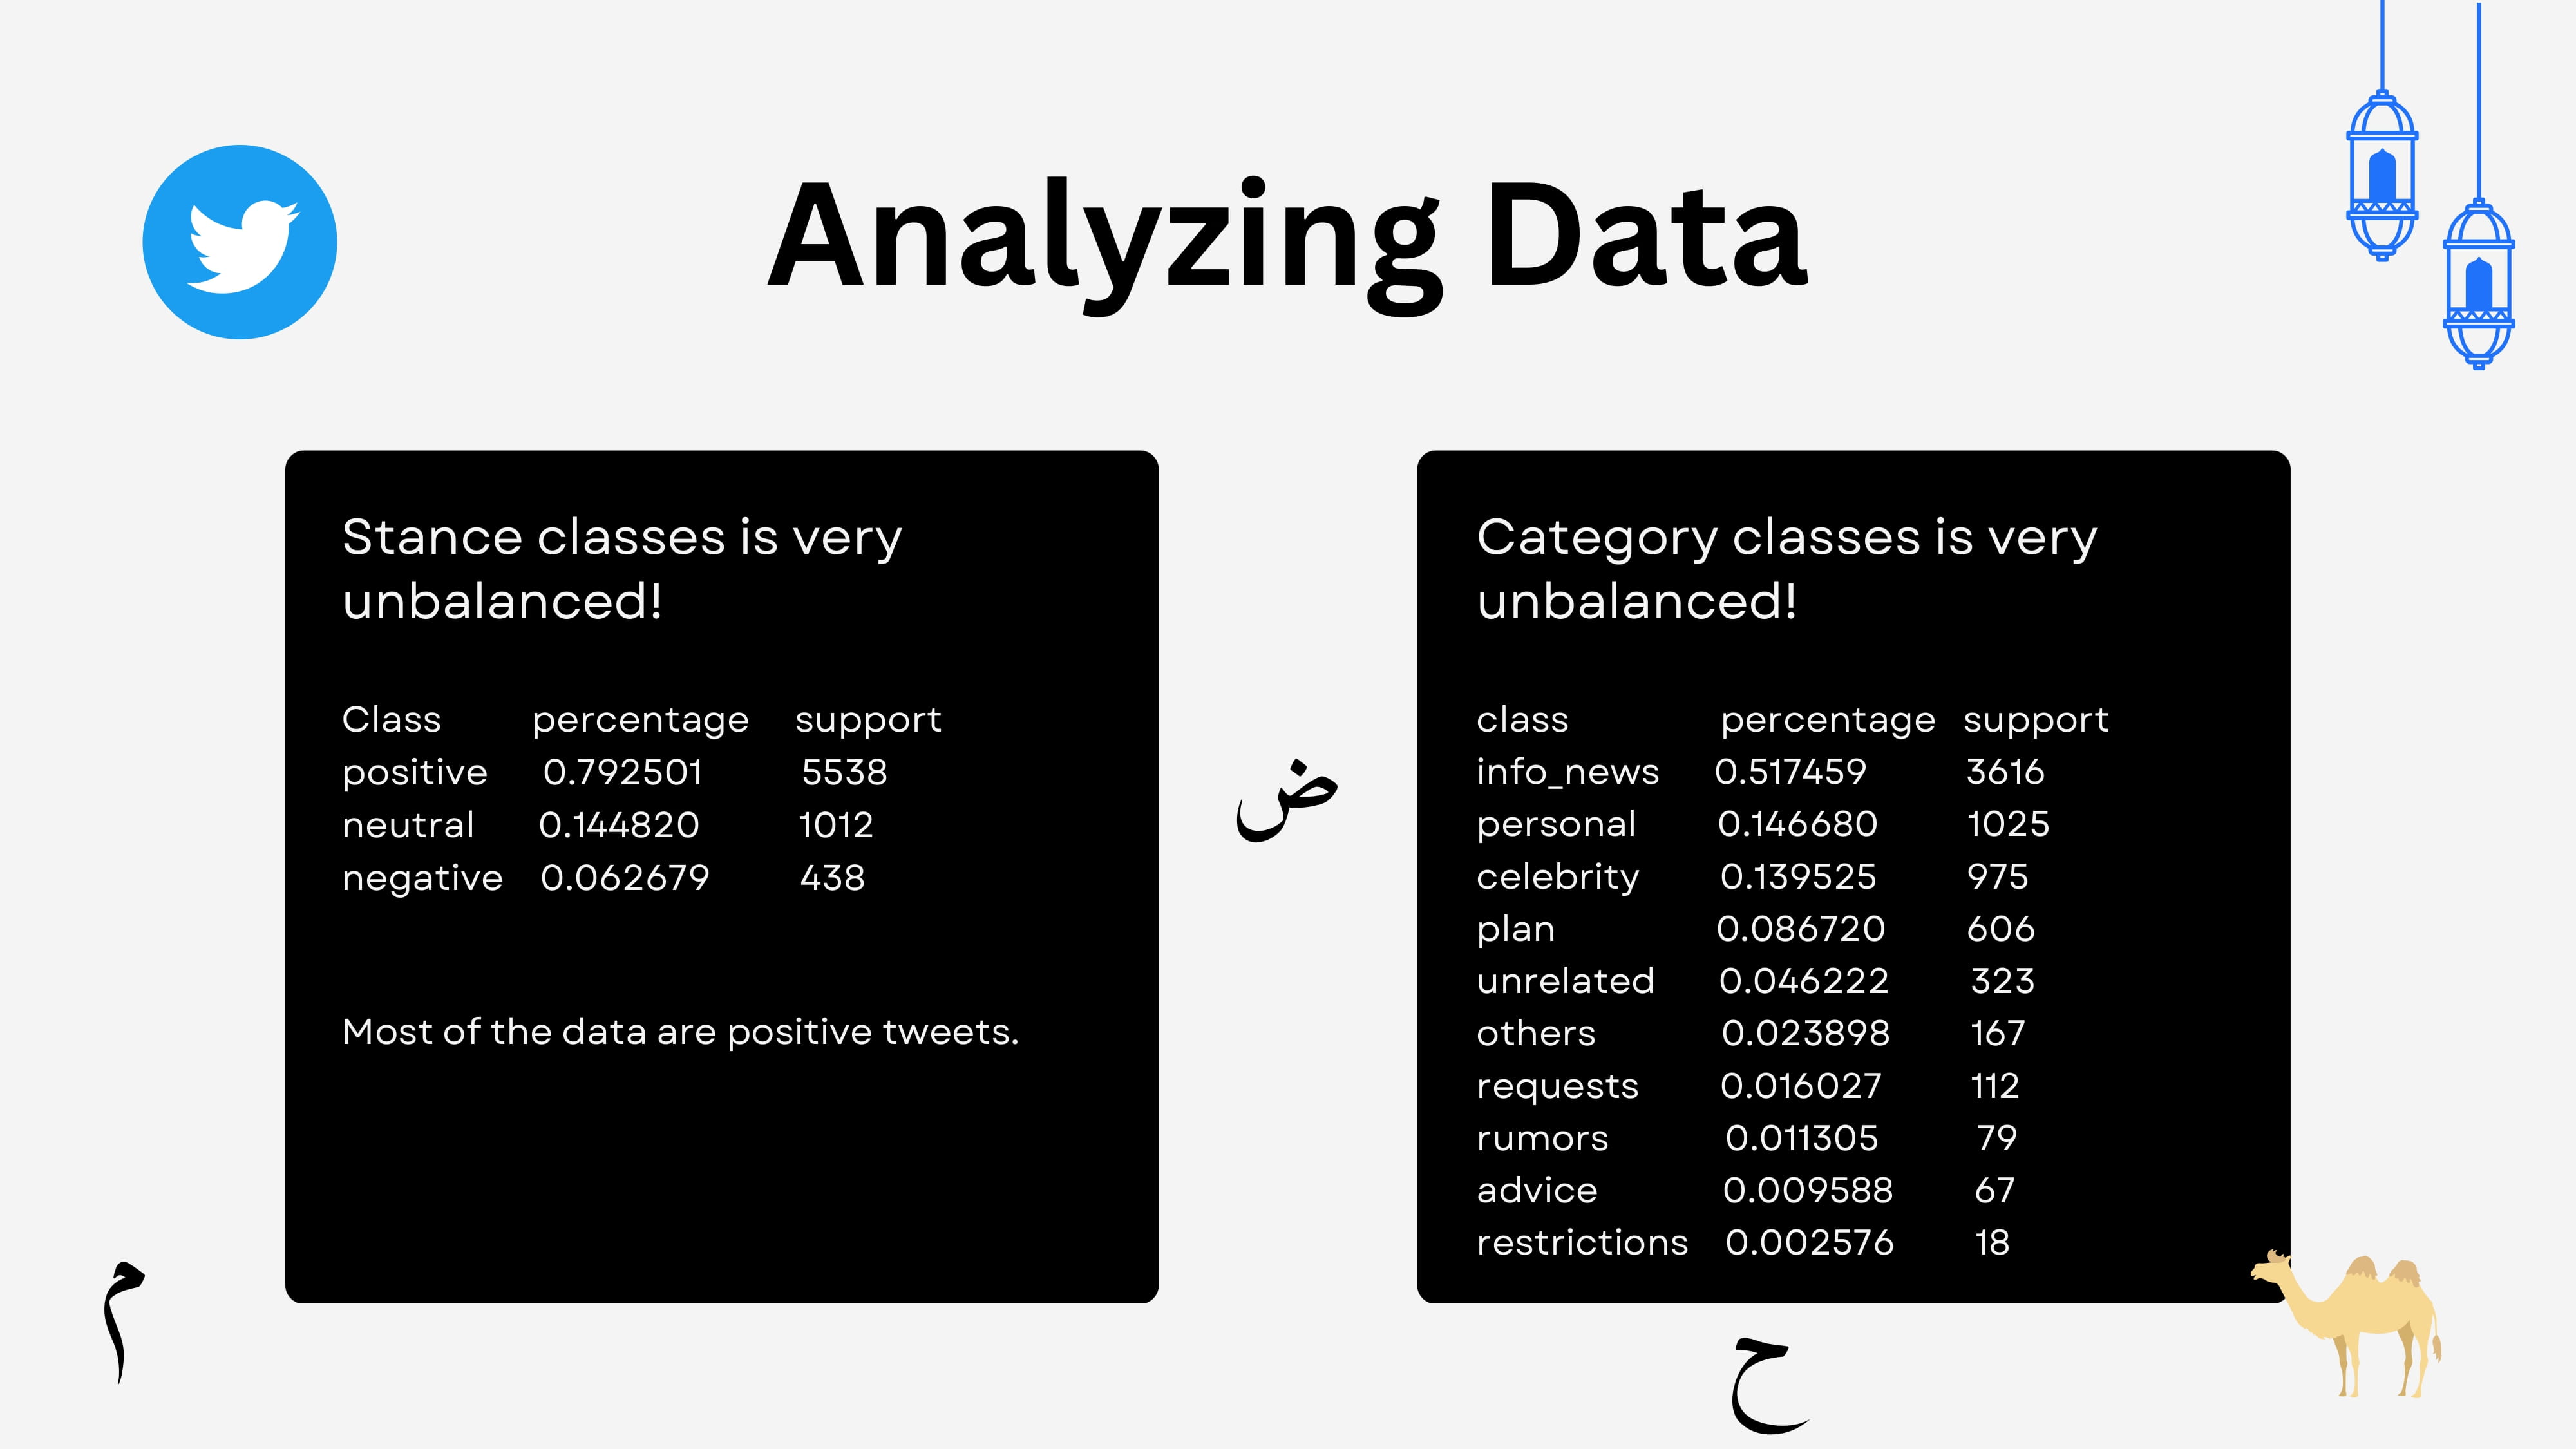 Analyzing Data
Stance classes is very
unbalanced!
Class percentage support
positive 0.792501 5538
neutral 0.144820 1012
negative 0.062679 438
Most of the data are positive tweets.
ض
Category classes is very
unbalanced!
class percentage support
info_news 0.517459 3616
personal 0.146680 1025
celebrity 0.139525 975
plan 0.086720 606
unrelated 0.046222 323
others 0.023898 167
requests 0.016027 112
rumors 0.011305 79
advice 0.009588 67
restrictions 0.002576 18
م
ح